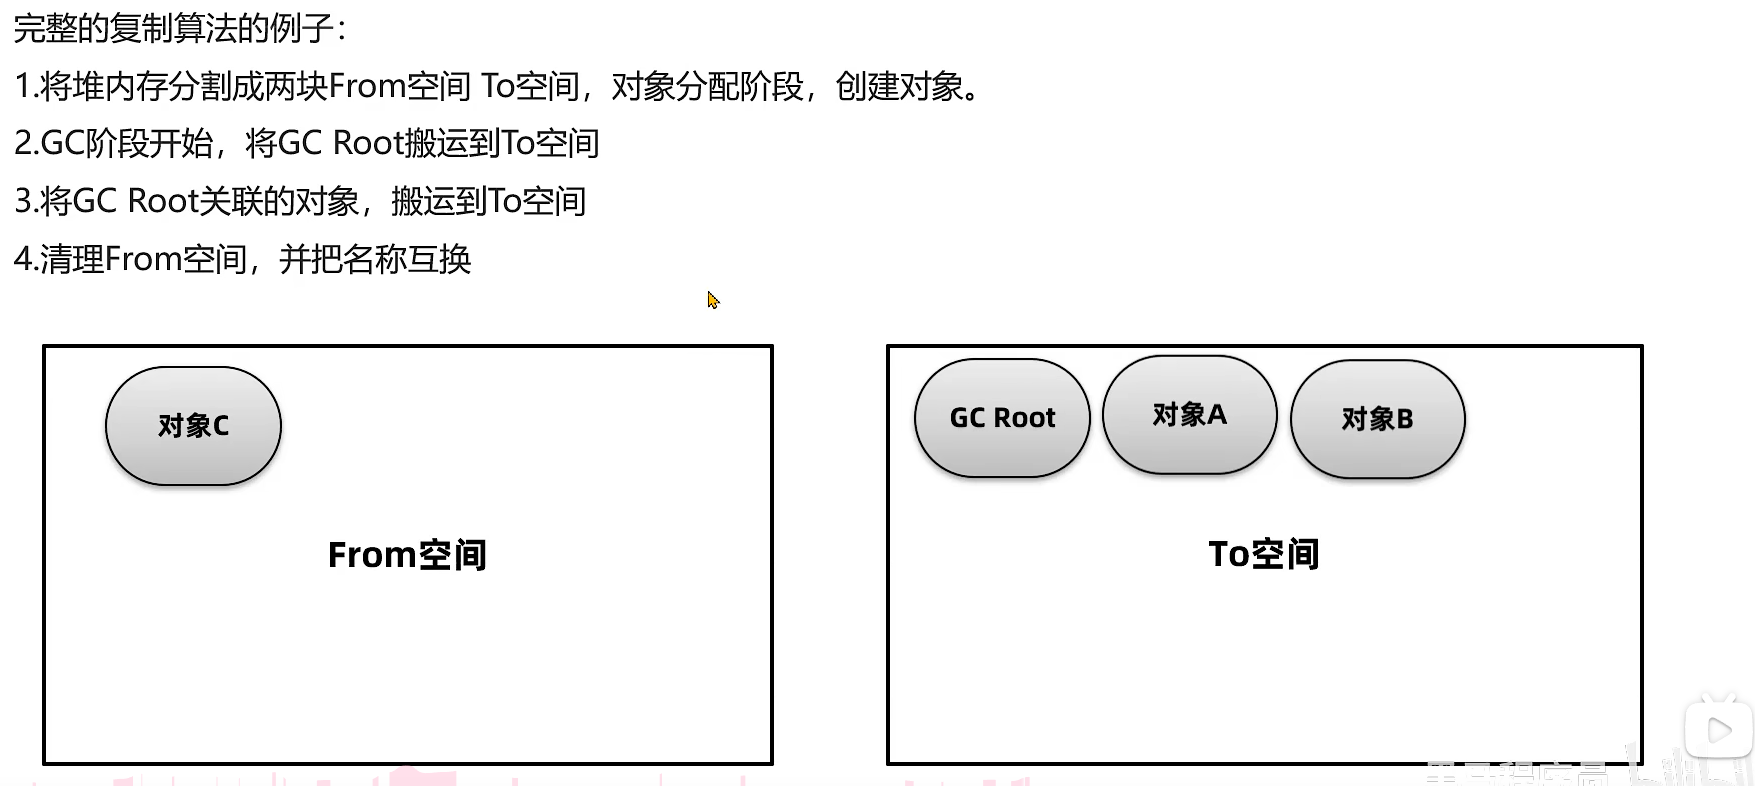 完整的复制算法的例子：
1.将堆内存分割成两块From空间 To空间，对象分配阶段，创建对象。
2.GC阶段开始，将GC Root搬运到To空间
3.将GC Root关联的对象，搬运到To空间
4.清理From空间，并把名称互换
对象C
From空间
GC Root
对象A
对象B
To空间